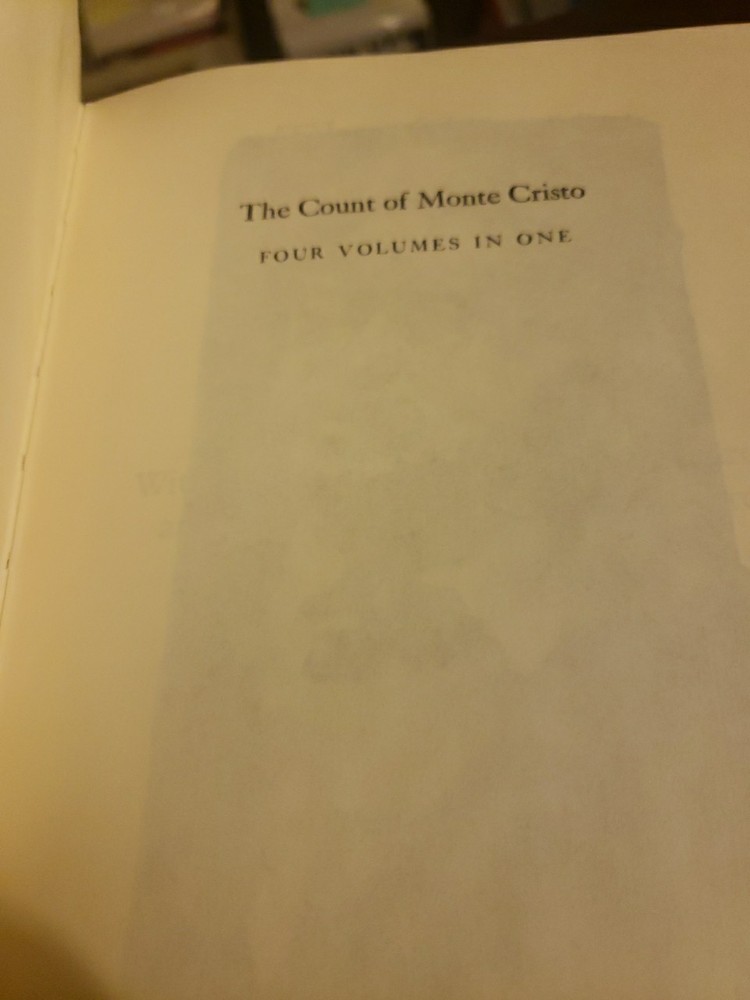 The Count of Monte Cristo
FOUR VOLUMES IN ONE